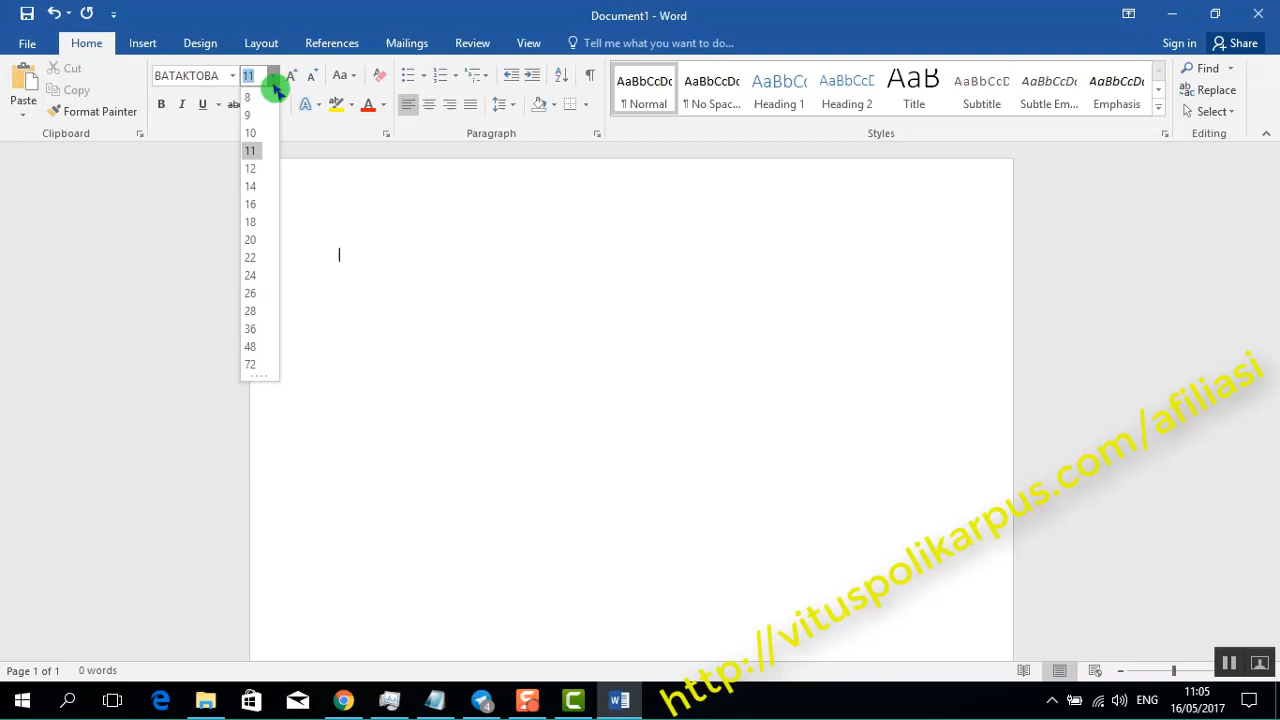 Document1 - Word
File Home Insert Design Layout References Mailings Review View Tell me what you want to do... Sign in Share
Paste
Cut
Copy
Format Painter
Clipboard
BATAKTOBA 11
8
9
10
11
12
14
16
18
20
22
24
26
28
36
48
72
Paragraph
AaBbCcDc AaBbCcDc AaBbCc AaBbCcD AaB AaBbCcD AaBbCcDc AaBbCcDc
¶ Normal ¶ No Spac... Heading 1 Heading 2 Title Subtitle Subtle Em... Emphasis
Styles
Find
Replace
Select
Editing
http://vituspolikarpus.com/afiliasi
Page 1 of 1 0 words
ENG
11:05
16/05/2017